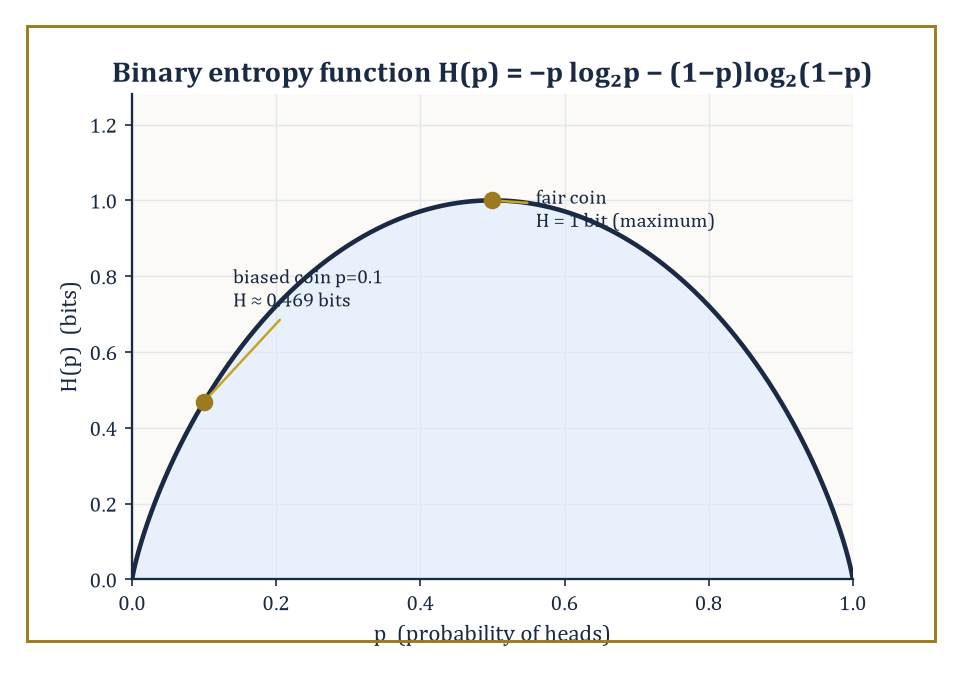 Binary entropy function H(p) = −p log₂p − (1−p)log₂(1−p)
1.2
1.0
0.8
0.6
0.4
0.2
0.0
H(p) (bits)
fair coin
H = 1 bit (maximum)
biased coin p=0.1
H ≈ 0.469 bits
0.0 0.2 0.4 0.6 0.8 1.0
p (probability of heads)